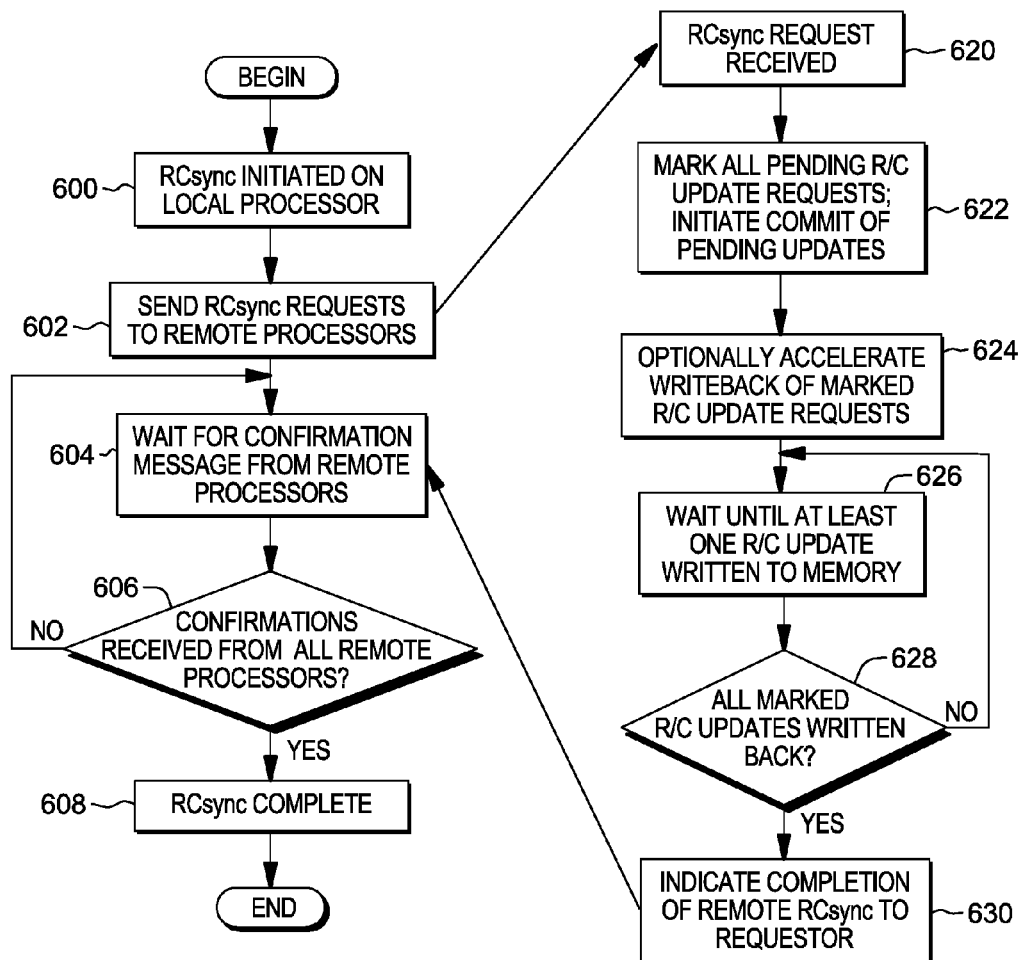 BEGIN
600
RCsync INITIATED ON
LOCAL PROCESSOR
602
SEND RCsync REQUESTS
TO REMOTE PROCESSORS
604
WAIT FOR CONFIRMATION
MESSAGE FROM REMOTE
PROCESSORS
606
CONFIRMATIONS
RECEIVED FROM ALL REMOTE
PROCESSORS?
NO
YES
608
RCsync COMPLETE
END
RCsync REQUEST
RECEIVED
620
MARK ALL PENDING R/C
UPDATE REQUESTS;
INITIATE COMMIT OF
PENDING UPDATES
622
OPTIONALLY ACCELERATE
WRITEBACK OF MARKED
R/C UPDATE REQUESTS
624
626
WAIT UNTIL AT LEAST
ONE R/C UPDATE
WRITTEN TO MEMORY
628
ALL MARKED
R/C UPDATES WRITTEN
BACK?
NO
YES
INDICATE COMPLETION
OF REMOTE RCsync TO
REQUESTOR
630